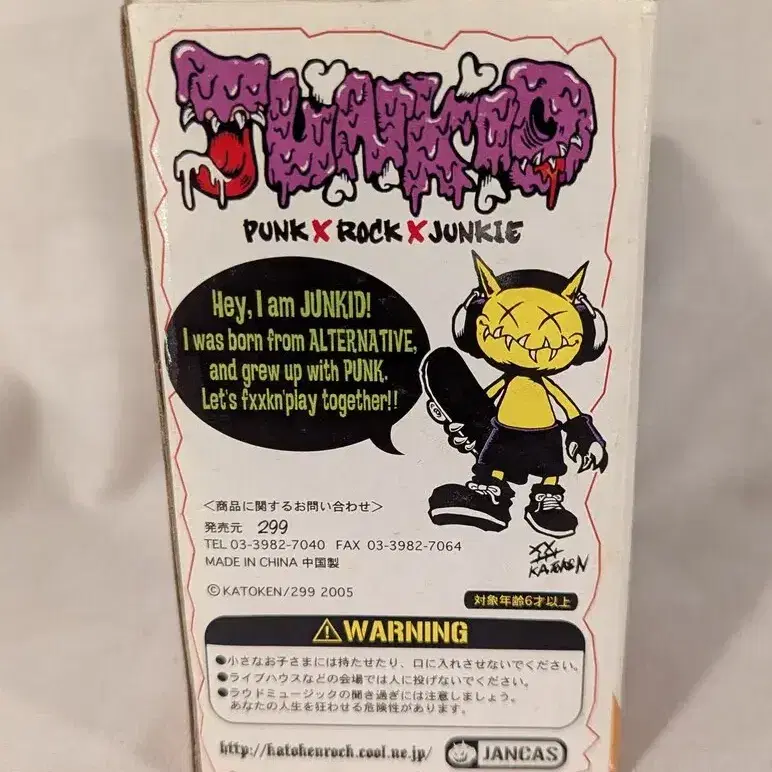 JUNKID
PUNK X ROCK X JUNKIE
Hey, I am JUNKID!
I was born from ALTERNATIVE,
and grew up with PUNK.
Let's fxxkn'play together!!
＜商品に関するお問い合わせ＞
発売元 299
TEL 03-3982-7040 FAX 03-3982-7064
MADE IN CHINA 中国製
©KATOKEN/299 2005
XX
KATOKEN
対象年齢6才以上
⚠WARNING
●小さなお子さまには持たせたり、口に入れさせないでください。
●ライブハウスなどの会場では人に投げないでください。
●ラウドミュージックの聞き過ぎには注意しましょう。
あなたの人生を狂わせる危険性があります。
http://katokenrock.cool.ne.jp/
JANCAS